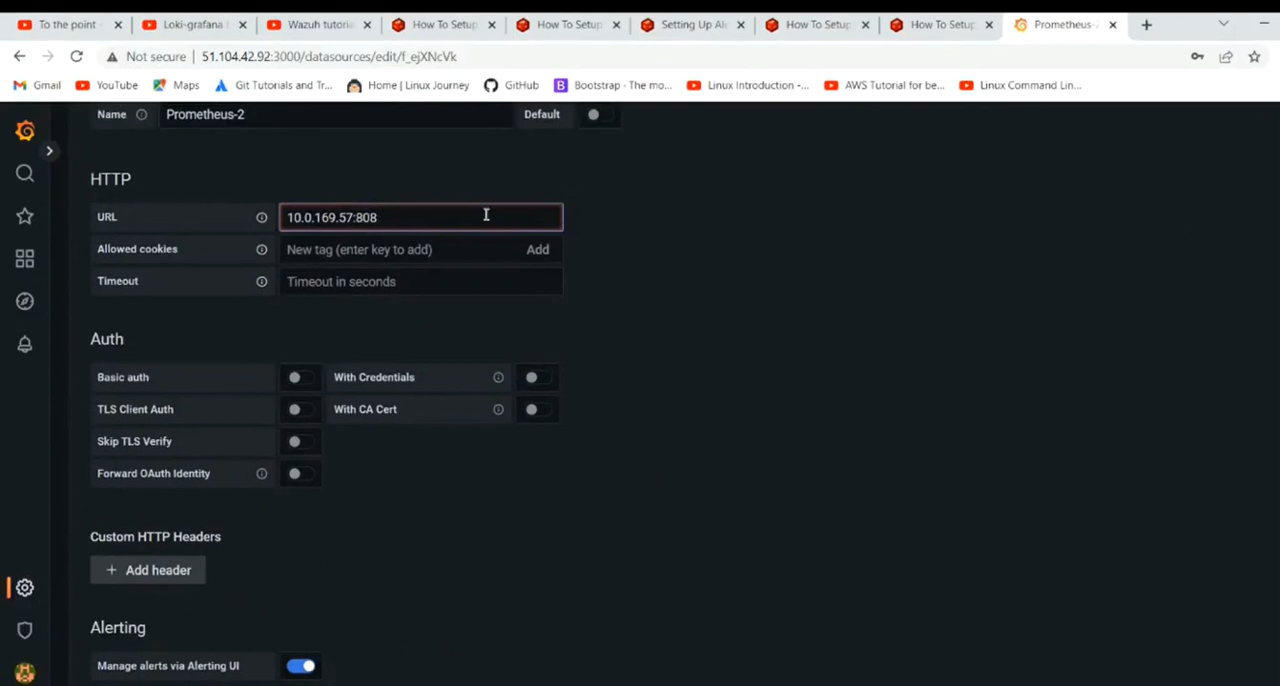 To the point - Loki-grafana Wazuh tutoria How To Setup How To Setup Setting Up Ale How To Setup How To Setup Prometheus-2
Not secure 51.104.42.92:3000/datasources/edit/f_ejXNcVk
Gmail YouTube Maps Git Tutorials and Tr... Home | Linux Journey GitHub Bootstrap · The mo... Linux Introduction -... AWS Tutorial for be... Linux Command Lin...
Name Prometheus-2 Default
HTTP
URL 10.0.169.57:808
Allowed cookies New tag (enter key to add) Add
Timeout Timeout in seconds
Auth
Basic auth With Credentials
TLS Client Auth With CA Cert
Skip TLS Verify
Forward OAuth Identity
Custom HTTP Headers
+ Add header
Alerting
Manage alerts via Alerting UI